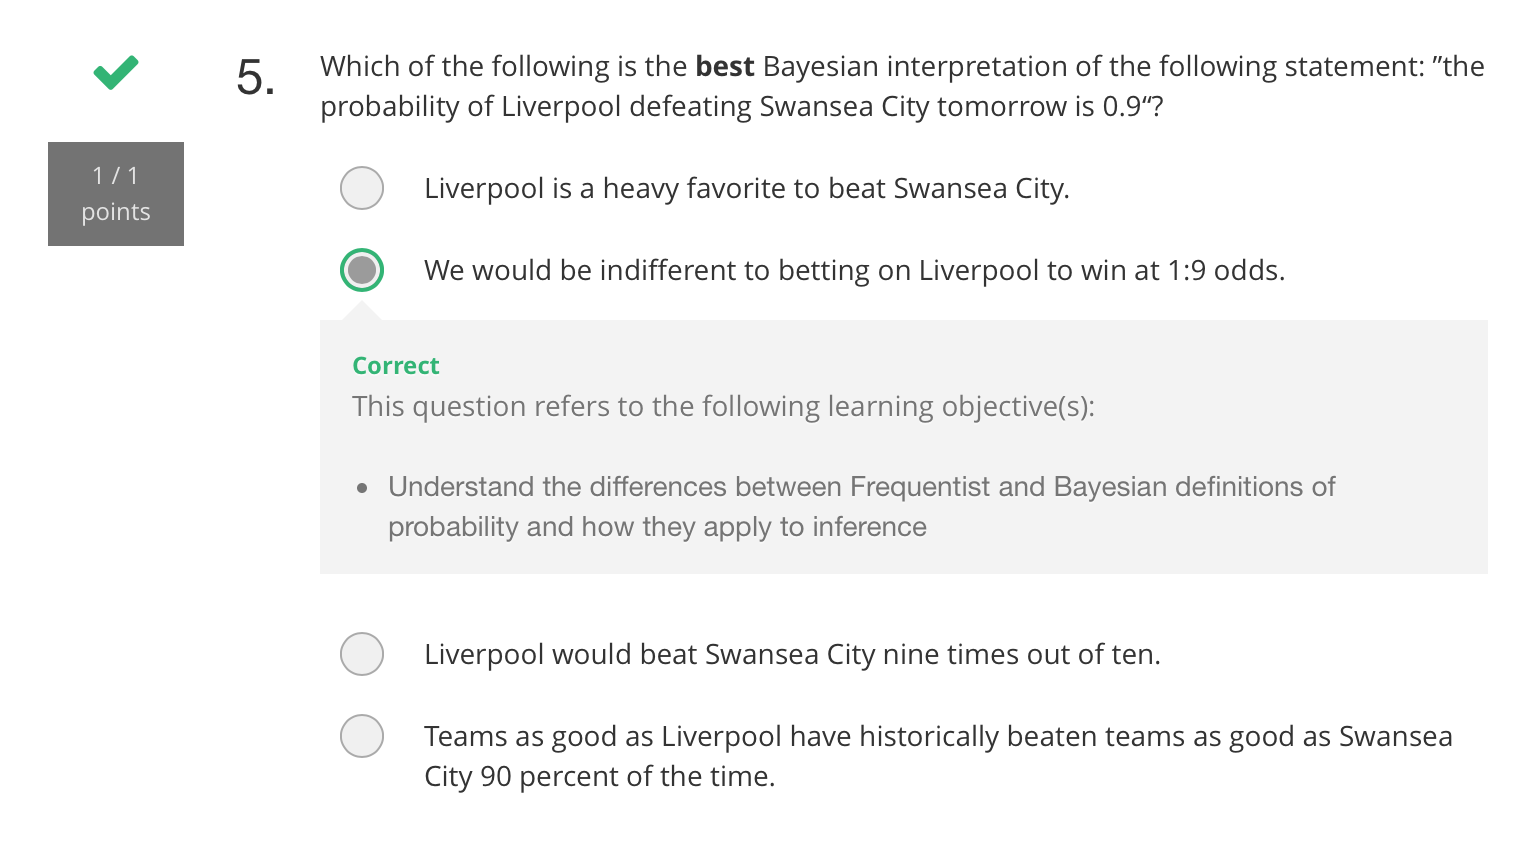 5.
Which of the following is the best Bayesian interpretation of the following statement: ”the
probability of Liverpool defeating Swansea City tomorrow is 0.9“?
1 / 1
points
Liverpool is a heavy favorite to beat Swansea City.
We would be indifferent to betting on Liverpool to win at 1:9 odds.
Correct
This question refers to the following learning objective(s):
• Understand the differences between Frequentist and Bayesian definitions of
probability and how they apply to inference
Liverpool would beat Swansea City nine times out of ten.
Teams as good as Liverpool have historically beaten teams as good as Swansea
City 90 percent of the time.